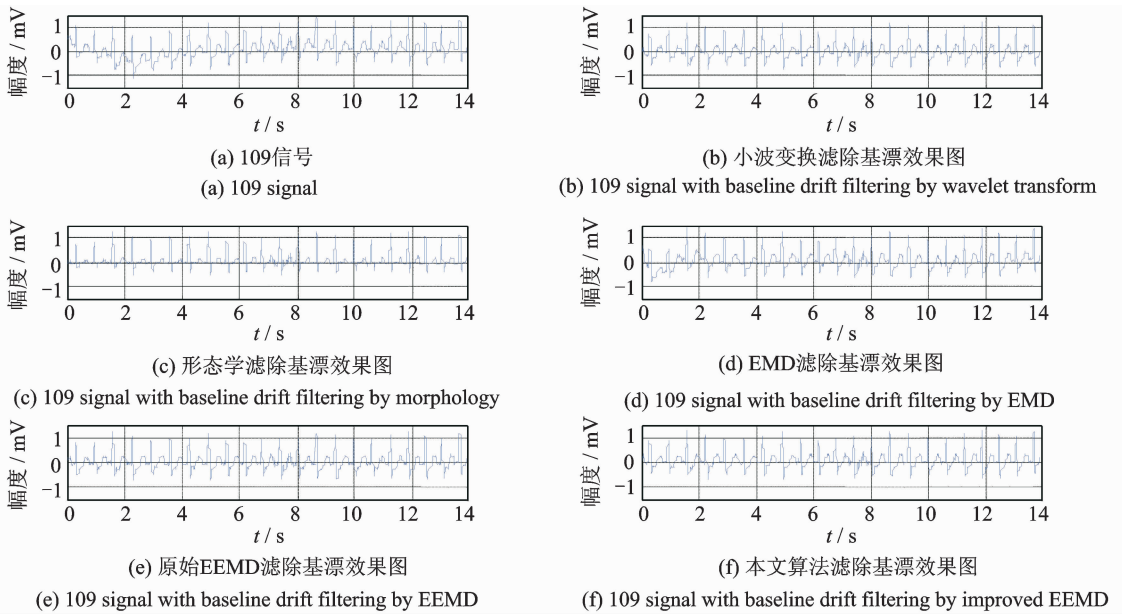 幅度 / mV
1
0
−1
0 2 4 6 8 10 12 14
t / s
(a) 109信号
(a) 109 signal
幅度 / mV
1
0
−1
0 2 4 6 8 10 12 14
t / s
(b) 小波变换滤除基漂效果图
(b) 109 signal with baseline drift filtering by wavelet transform
幅度 / mV
1
0
−1
0 2 4 6 8 10 12 14
t / s
(c) 形态学滤除基漂效果图
(c) 109 signal with baseline drift filtering by morphology
幅度 / mV
1
0
−1
0 2 4 6 8 10 12 14
t / s
(d) EMD滤除基漂效果图
(d) 109 signal with baseline drift filtering by EMD
幅度 / mV
1
0
−1
0 2 4 6 8 10 12 14
t / s
(e) 原始EEMD滤除基漂效果图
(e) 109 signal with baseline drift filtering by EEMD
幅度 / mV
1
0
−1
0 2 4 6 8 10 12 14
t / s
(f) 本文算法滤除基漂效果图
(f) 109 signal with baseline drift filtering by improved EEMD